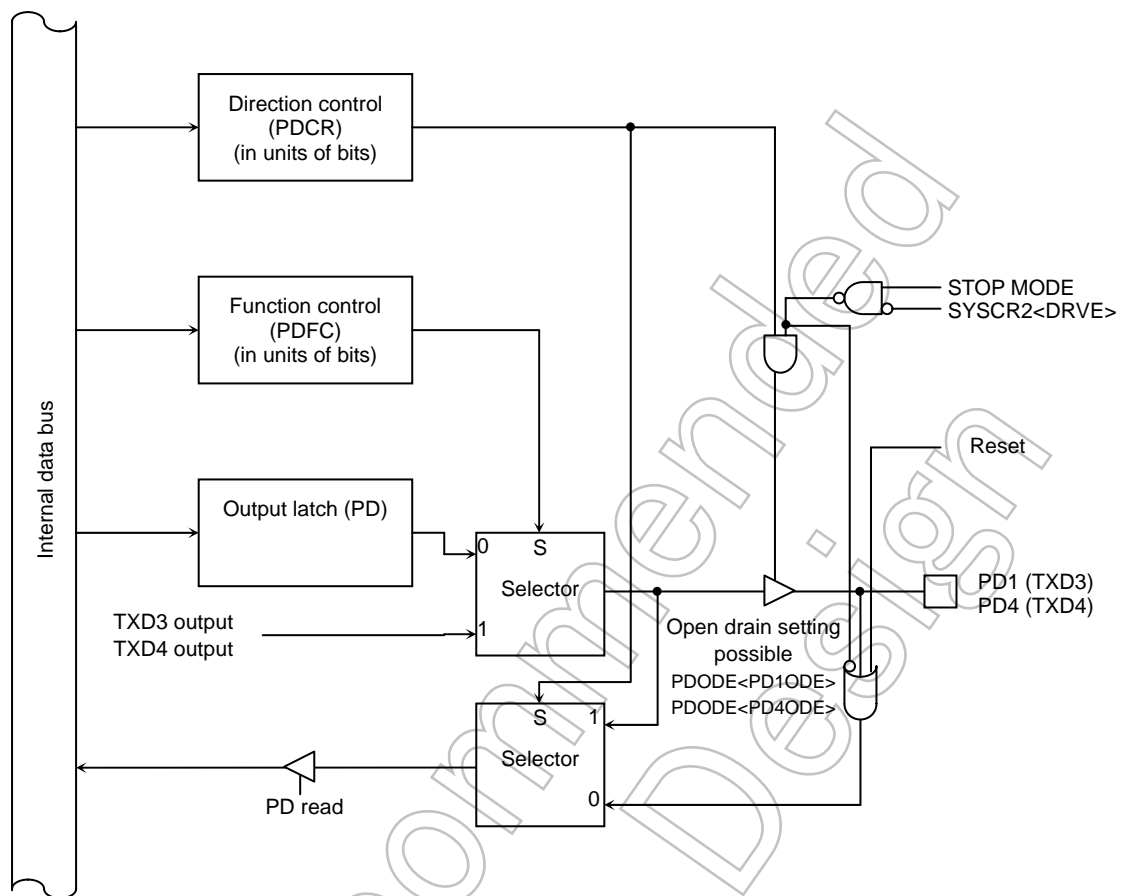 Direction control
(PDCR)
(in units of bits)
Function control
(PDFC)
(in units of bits)
STOP MODE
SYSCR2<DRVE>
Internal data bus
Reset
Output latch (PD)
0
S
Selector
1
TXD3 output
TXD4 output
PD1 (TXD3)
PD4 (TXD4)
Open drain setting
possible
PDODE<PD1ODE>
PDODE<PD4ODE>
S
1
Selector
0
PD read
ommended
Design